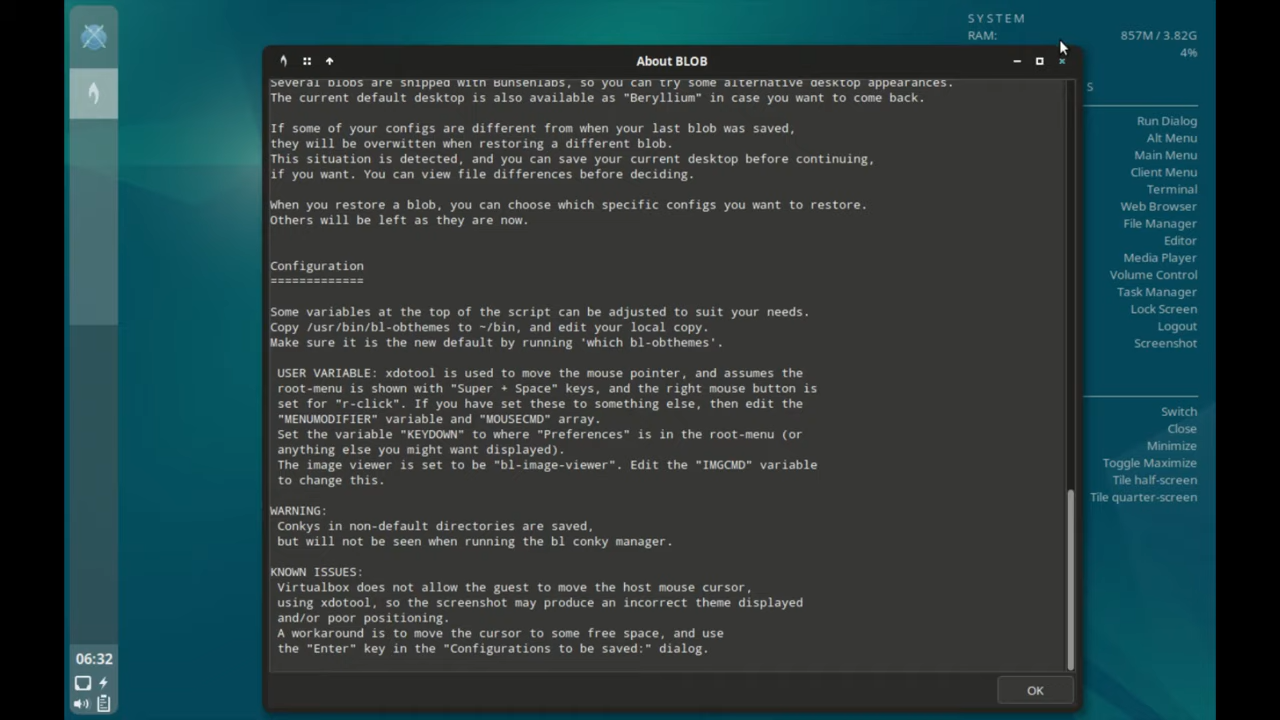 SYSTEM
RAM:
857M / 3.82G
4%
S
About BLOB
Several blobs are shipped with Bunsenlabs, so you can try some alternative desktop appearances.
The current default desktop is also available as "Beryllium" in case you want to come back.
If some of your configs are different from when your last blob was saved,
they will be overwitten when restoring a different blob.
This situation is detected, and you can save your current desktop before continuing,
if you want. You can view file differences before deciding.
When you restore a blob, you can choose which specific configs you want to restore.
Others will be left as they are now.
Configuration
=============
Some variables at the top of the script can be adjusted to suit your needs.
Copy /usr/bin/bl-obthemes to ~/bin, and edit your local copy.
Make sure it is the new default by running 'which bl-obthemes'.
USER VARIABLE: xdotool is used to move the mouse pointer, and assumes the
root-menu is shown with "Super + Space" keys, and the right mouse button is
set for "r-click". If you have set these to something else, then edit the
"MENUMODIFIER" variable and "MOUSECMD" array.
Set the variable "KEYDOWN" to where "Preferences" is in the root-menu (or
anything else you might want displayed).
The image viewer is set to be "bl-image-viewer". Edit the "IMGCMD" variable
to change this.
WARNING:
Conkys in non-default directories are saved,
but will not be seen when running the bl conky manager.
KNOWN ISSUES:
Virtualbox does not allow the guest to move the host mouse cursor,
using xdotool, so the screenshot may produce an incorrect theme displayed
and/or poor positioning.
A workaround is to move the cursor to some free space, and use
the "Enter" key in the "Configurations to be saved:" dialog.
OK
Run Dialog
Alt Menu
Main Menu
Client Menu
Terminal
Web Browser
File Manager
Editor
Media Player
Volume Control
Task Manager
Lock Screen
Logout
Screenshot
Switch
Close
Minimize
Toggle Maximize
Tile half-screen
Tile quarter-screen
06:32